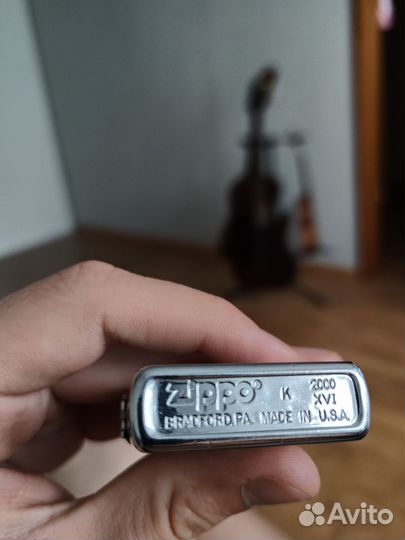 zippo® K 2000
XVI
BRADFORD,PA. MADE IN U.S.A.
Avito